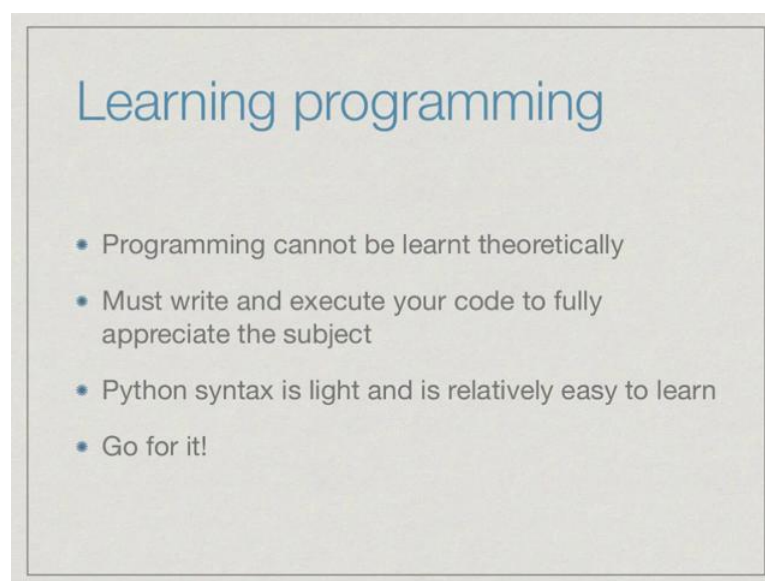 Learning programming
Programming cannot be learnt theoretically
Must write and execute your code to fully
appreciate the subject
Python syntax is light and is relatively easy to learn
Go for it!